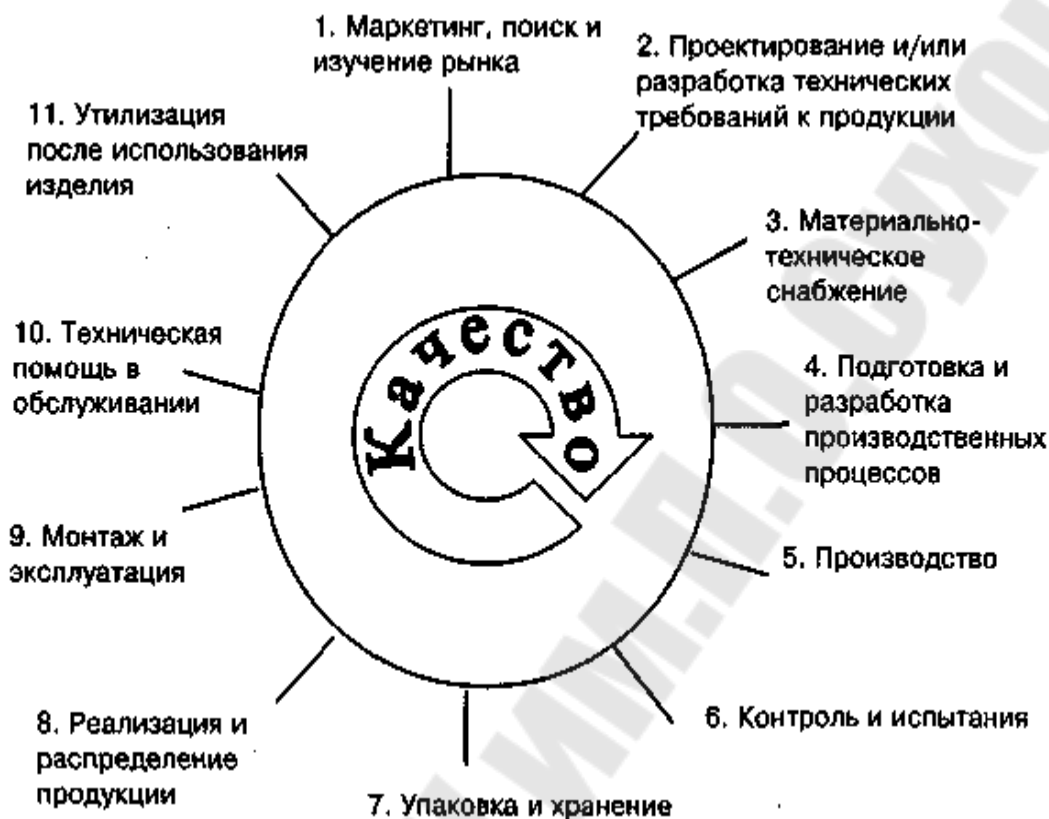 1. Маркетинг, поиск и
изучение рынка
2. Проектирование и/или
разработка технических
требований к продукции
3. Материально-
техническое
снабжение
4. Подготовка и
разработка
производственных
процессов
5. Производство
6. Контроль и испытания
7. Упаковка и хранение
8. Реализация и
распределение
продукции
9. Монтаж и
эксплуатация
10. Техническая
помощь в
обслуживании
11. Утилизация
после использования
изделия
Качество
им.П.О.Сухо